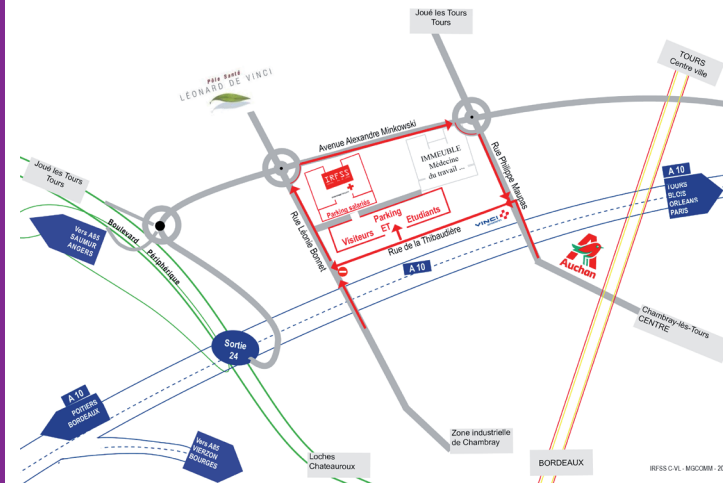 Joué les Tours
Tours
TOURS
Centre ville
Pôle Santé
LÉONARD DE VINCI
Avenue Alexandre Minkowski
IMMEUBLE
Médecine
du travail ...
IRFSS
Parking salariés
Rue Philippe Maupas
A 10
TOURS
BLOIS
ORLEANS
PARIS
Joué les Tours
Tours
Vers A85
SAUMUR
ANGERS
Boulevard
Périphérique
Rue Léonie Bonnet
Parking
Visiteurs ET Etudiants
VINCI
Rue de la Thibaudière
A 10
Auchan
Chambray-lès-Tours
CENTRE
Sortie
24
A 10
POITIERS
BORDEAUX
Vers A85
VIERZON
BOURGES
Loches
Chateauroux
Zone industrielle
de Chambray
BORDEAUX
IRFSS C-VL - MGCOMM - 20